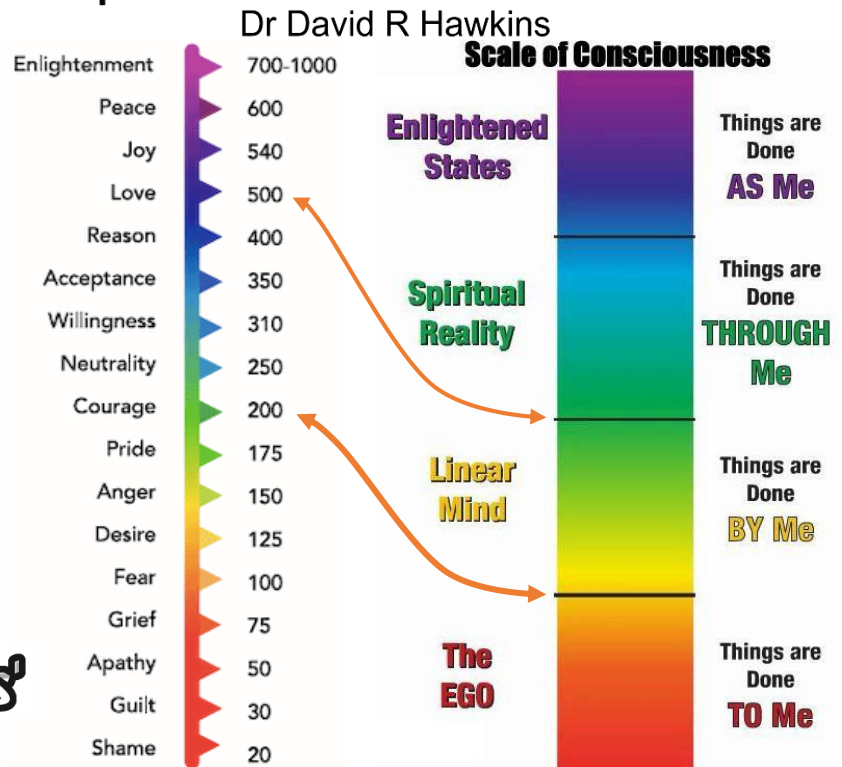 Dr David R Hawkins
Scale of Consciousness
Enlightenment 700-1000
Peace 600
Joy 540
Love 500
Reason 400
Acceptance 350
Willingness 310
Neutrality 250
Courage 200
Pride 175
Anger 150
Desire 125
Fear 100
Grief 75
Apathy 50
Guilt 30
Shame 20
Enlightened
States
Things are
Done
AS Me
Spiritual
Reality
Things are
Done
THROUGH
Me
Linear
Mind
Things are
Done
BY Me
The
EGO
Things are
Done
TO Me